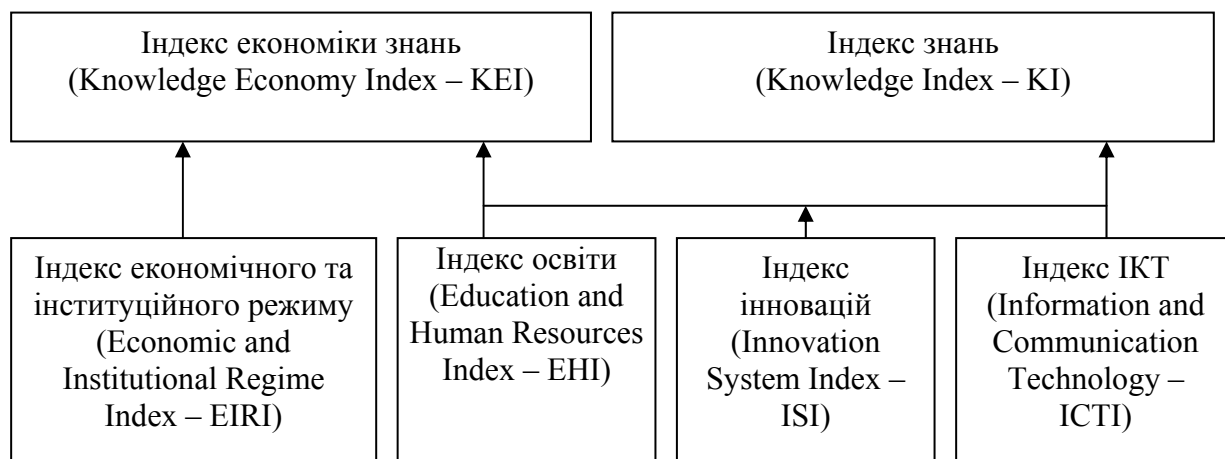 Індекс економіки знань
(Knowledge Economy Index – KEI)
Індекс знань
(Knowledge Index – KI)
Індекс економічного та
інституційного режиму
(Economic and
Institutional Regime
Index – EIRI)
Індекс освіти
(Education and
Human Resources
Index – EHI)
Індекс
інновацій
(Innovation
System Index –
ISI)
Індекс ІКТ
(Information and
Communication
Technology –
ICTI)